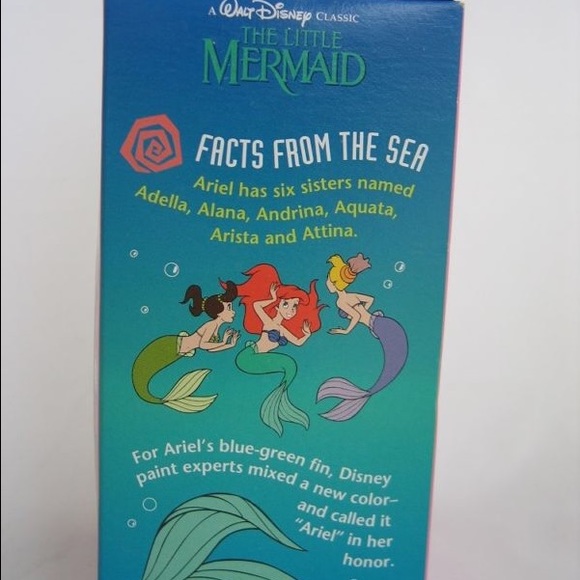 A WALT DISNEY CLASSIC
THE LITTLE
MERMAID
FACTS FROM THE SEA
Ariel has six sisters named
Adella, Alana, Andrina, Aquata,
Arista and Attina.
For Ariel's blue-green fin, Disney
paint experts mixed a new color–
and called it
"Ariel" in her
honor.